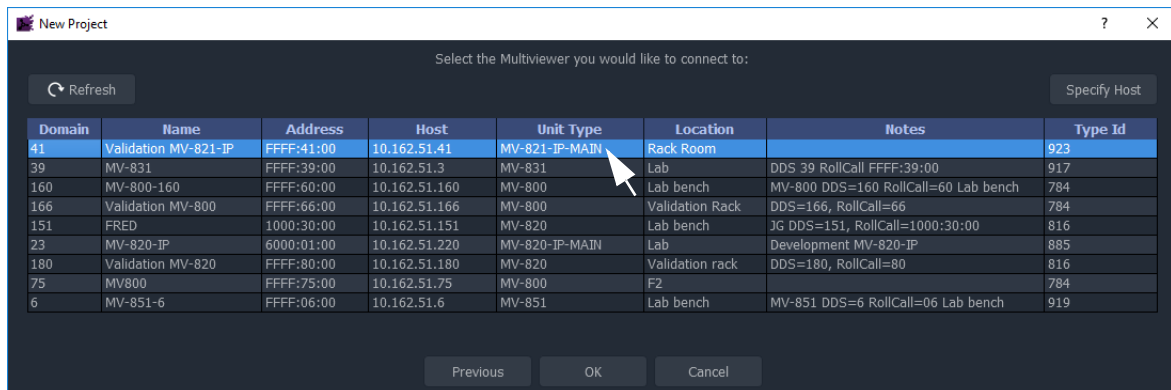 New Project
Select the Multiviewer you would like to connect to:
Refresh Specify Host
Domain Name Address Host Unit Type Location Notes Type Id
41 Validation MV-821-IP FFFF:41:00 10.162.51.41 MV-821-IP-MAIN Rack Room 923
39 MV-831 FFFF:39:00 10.162.51.3 MV-831 Lab DDS 39 RollCall FFFF:39:00 917
160 MV-800-160 FFFF:60:00 10.162.51.160 MV-800 Lab bench MV-800 DDS=160 RollCall=60 Lab bench 784
166 Validation MV-800 FFFF:66:00 10.162.51.166 MV-800 Validation Rack DDS=166, RollCall=66 784
151 FRED 1000:30:00 10.162.51.151 MV-820 Lab bench JG DDS=151, RollCall=1000:30:00 816
23 MV-820-IP 6000:01:00 10.162.51.220 MV-820-IP-MAIN Lab Development MV-820-IP 885
180 Validation MV-820 FFFF:80:00 10.162.51.180 MV-820 Validation rack DDS=180, RollCall=80 816
75 MV800 FFFF:75:00 10.162.51.75 MV-800 F2 784
6 MV-851-6 FFFF:06:00 10.162.51.6 MV-851 Lab bench MV-851 DDS=6 RollCall=06 Lab bench 919
Previous OK Cancel